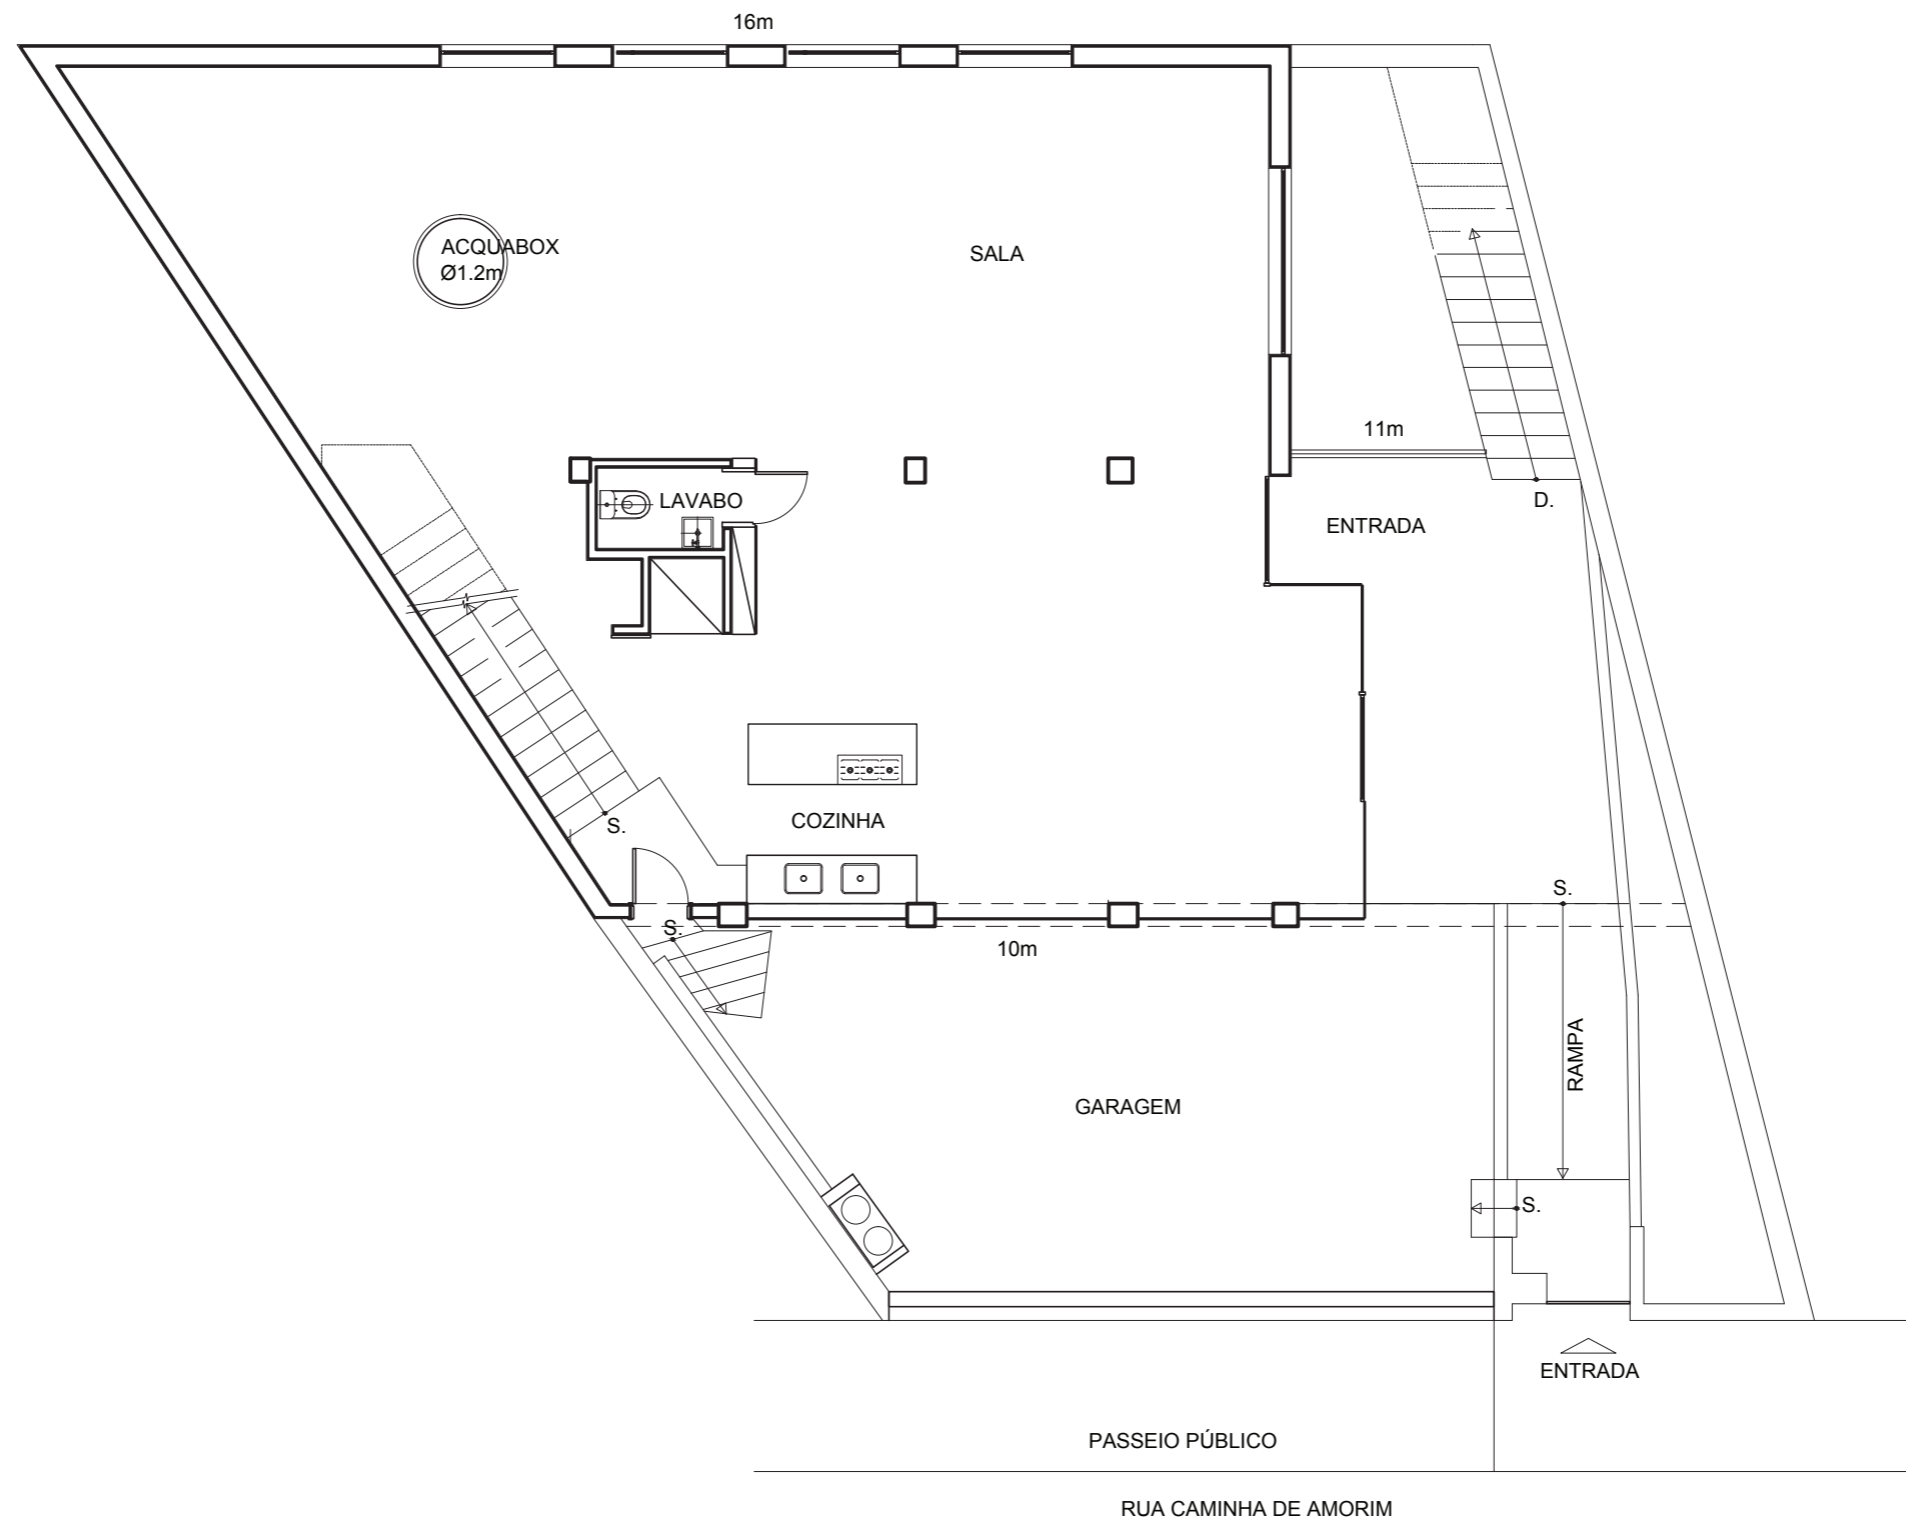 16m
ACQUABOX
Ø1.2m
SALA
11m
LAVABO
D.
ENTRADA
COZINHA
S.
S.
S.
10m
RAMPA
GARAGEM
S.
ENTRADA
PASSEIO PÚBLICO
RUA CAMINHA DE AMORIM